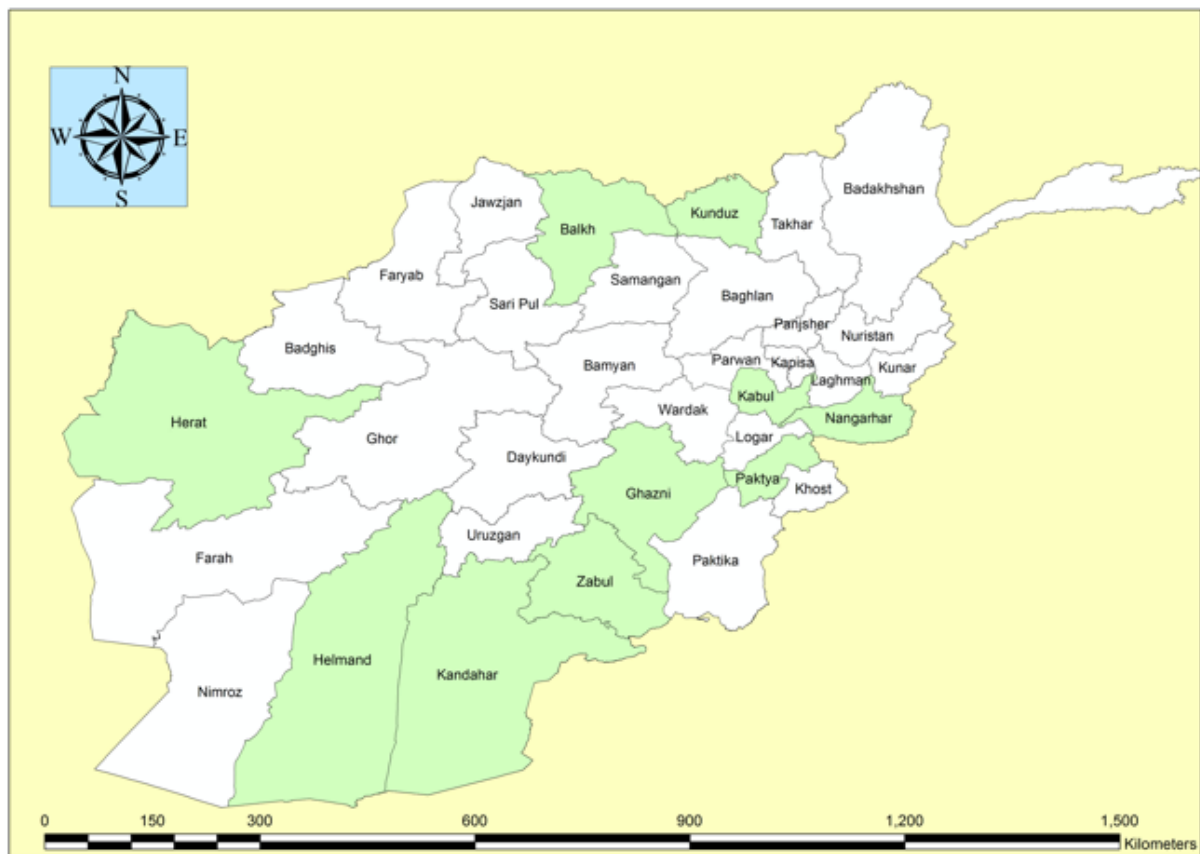 N
W E
S
Badakhshan
Jawzjan
Kunduz
Takhar
Balkh
Faryab
Samangan
Baghlan
Sari Pul
Panjsher
Nuristan
Badghis
Parwan
Kapisa
Bamyan
Kunar
Laghman
Kabul
Wardak
Nangarhar
Herat
Ghor
Logar
Daykundi
Paktya
Khost
Ghazni
Uruzgan
Farah
Paktika
Zabul
Helmand
Kandahar
Nimroz
0 150 300 600 900 1,200 1,500
Kilometers